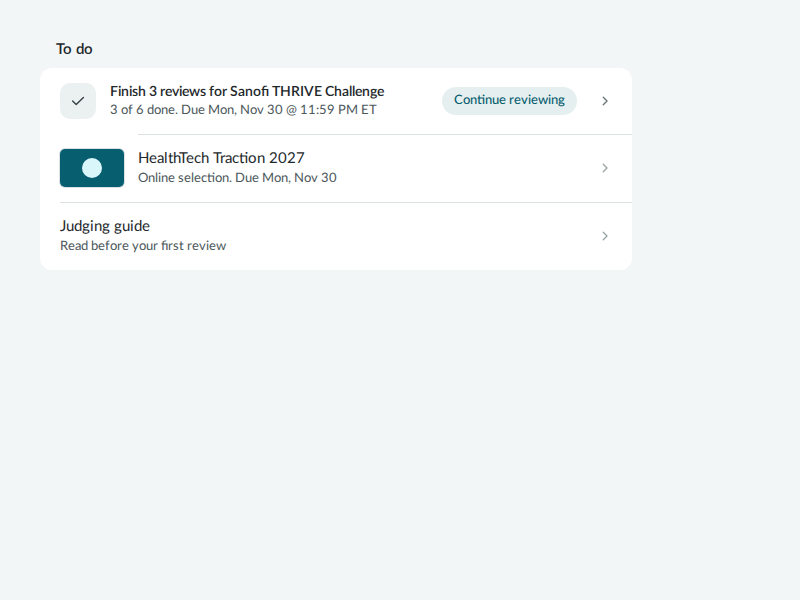 To do
Finish 3 reviews for Sanofi THRIVE Challenge
3 of 6 done. Due Mon, Nov 30 @ 11:59 PM ET
Continue reviewing
HealthTech Traction 2027
Online selection. Due Mon, Nov 30
Judging guide
Read before your first review